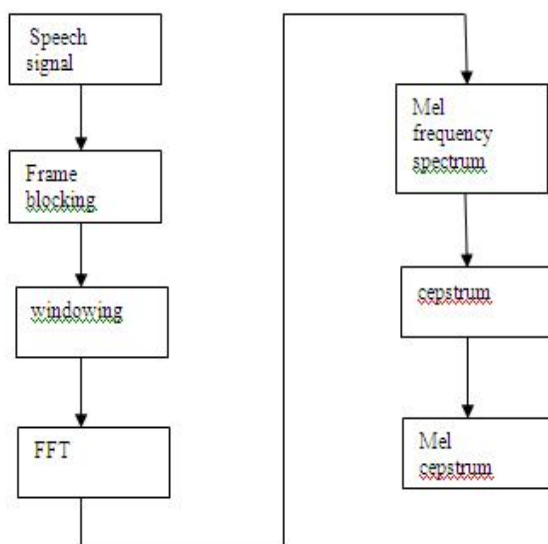 Speech
signal
Frame
blocking
windowing
FFT
Mel
frequency
spectrum
cepstrum
Mel
cepstrum